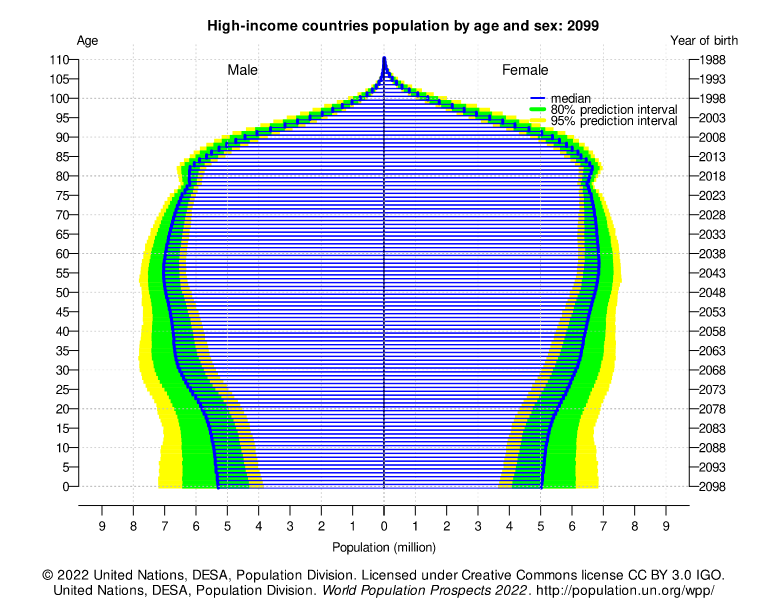 High-income countries population by age and sex: 2099
Age
Year of birth
Male
Female
median
80% prediction interval
95% prediction interval
110 1988
105 1993
100 1998
95 2003
90 2008
85 2013
80 2018
75 2023
70 2028
65 2033
60 2038
55 2043
50 2048
45 2053
40 2058
35 2063
30 2068
25 2073
20 2078
15 2083
10 2088
5 2093
0 2098
9 8 7 6 5 4 3 2 1 0 1 2 3 4 5 6 7 8 9
Population (million)
© 2022 United Nations, DESA, Population Division. Licensed under Creative Commons license CC BY 3.0 IGO.
United Nations, DESA, Population Division. World Population Prospects 2022. http://population.un.org/wpp/